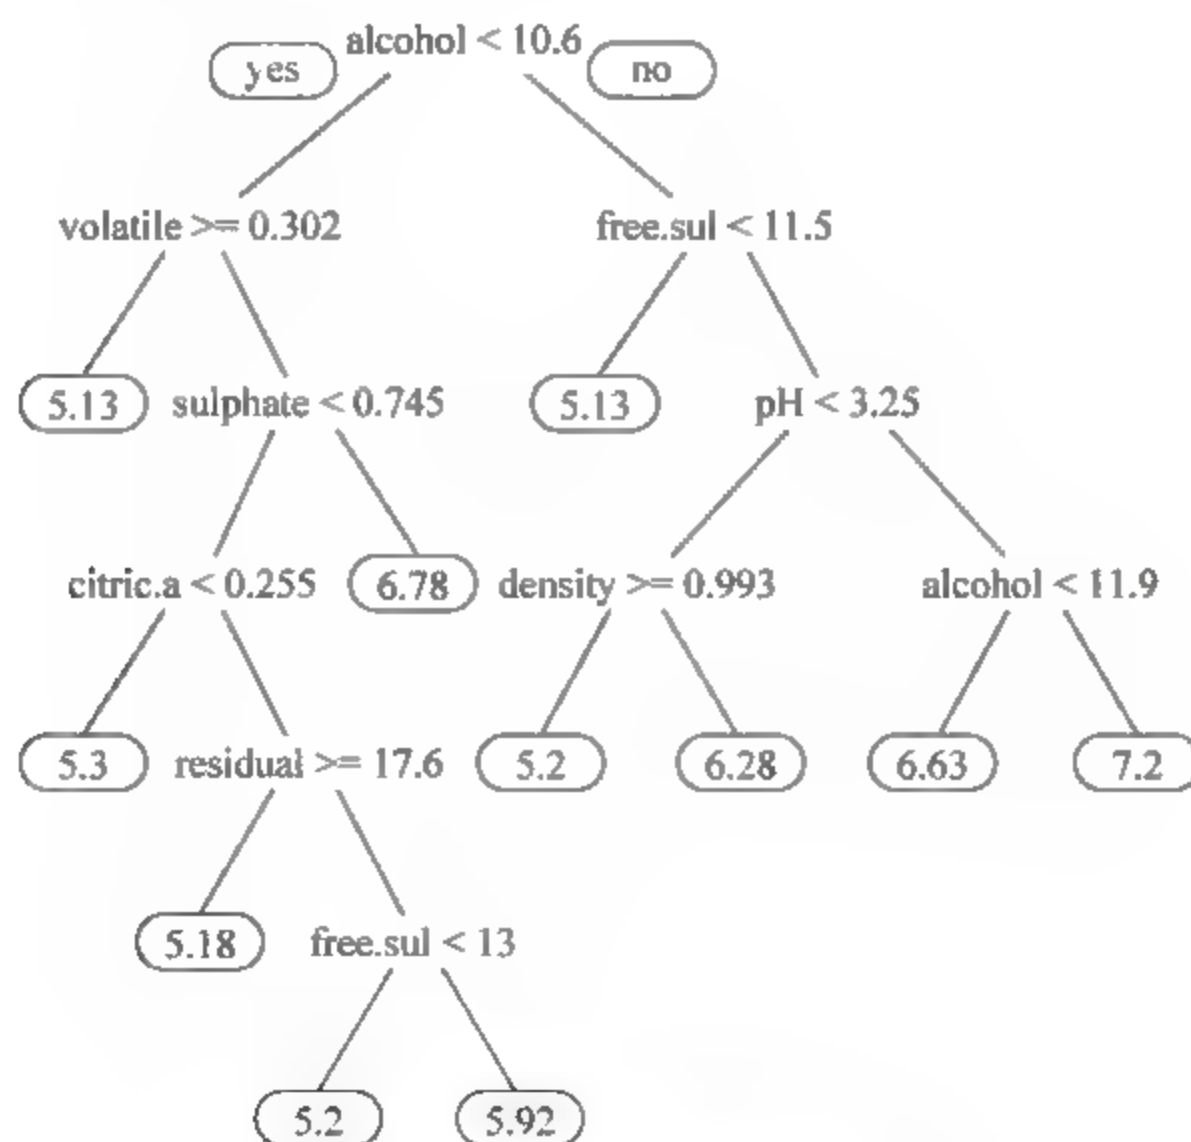 alcohol < 10.6
yes no
volatile >= 0.302 free.sul < 11.5
5.13 sulphate < 0.745 5.13 pH < 3.25
citric.a < 0.255 6.78 density >= 0.993 alcohol < 11.9
5.3 residual >= 17.6 5.2 6.28 6.63 7.2
5.18 free.sul < 13
5.2 5.92